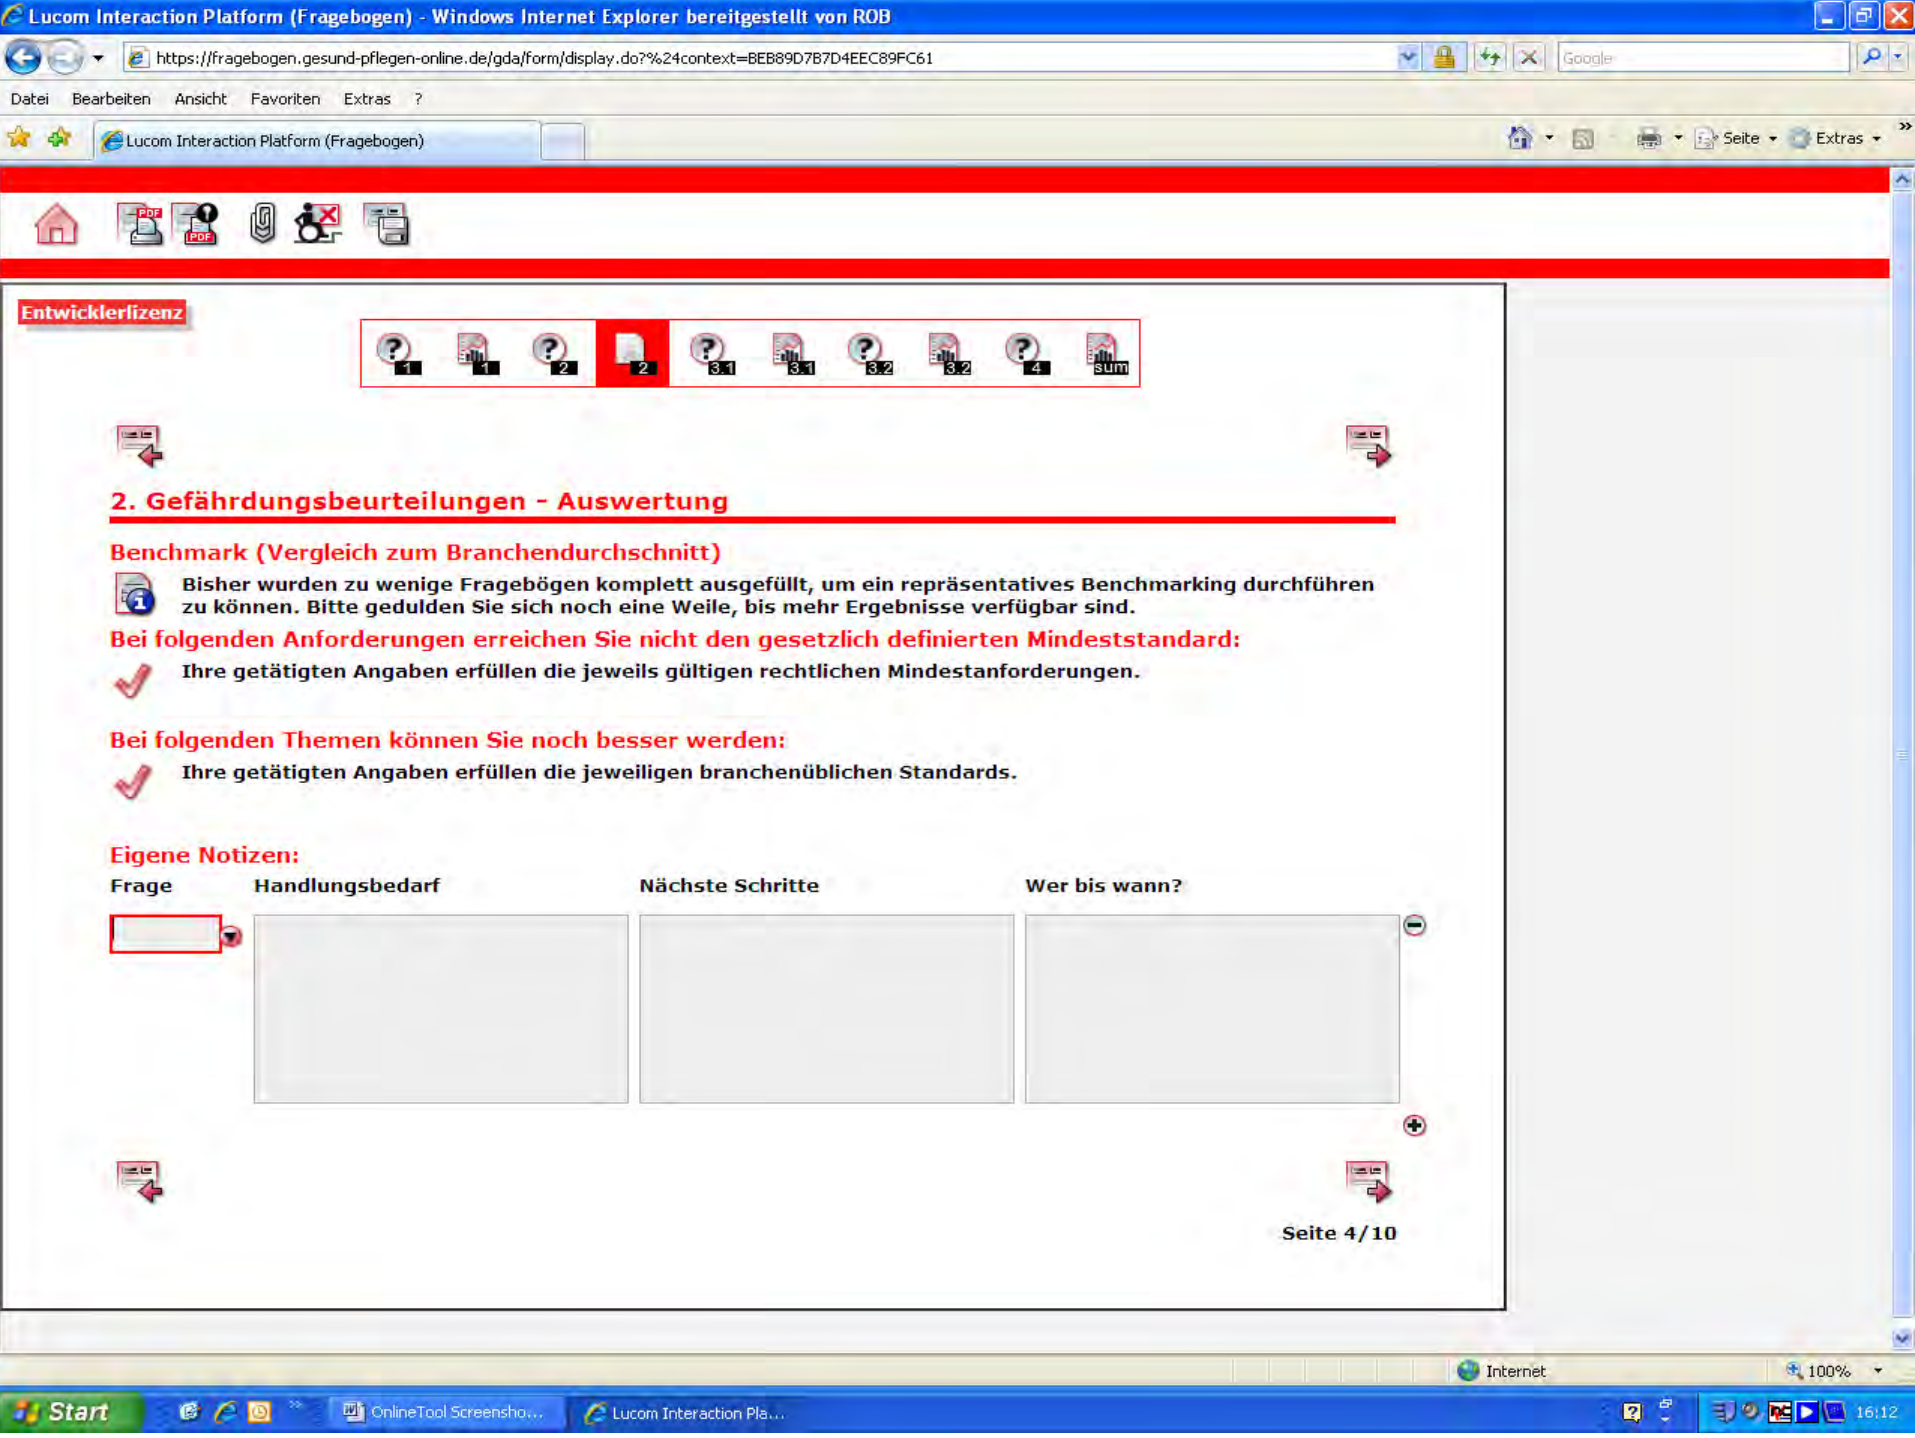 Lucom Interaction Platform (Fragebogen) - Windows Internet Explorer bereitgestellt von ROB
https://fragebogen.gesund-pflegen-online.de/gda/form/display.do?%24context=BEB89D7B7D4EEC89FC61
Google
Datei Bearbeiten Ansicht Favoriten Extras ?
Lucom Interaction Platform (Fragebogen)
Seite Extras »
PDF PDF
Entwicklerlizenz
1 1 2 2 3.1 3.1 3.2 3.2 4 sum
2. Gefährdungsbeurteilungen - Auswertung
Benchmark (Vergleich zum Branchendurchschnitt)
Bisher wurden zu wenige Fragebögen komplett ausgefüllt, um ein repräsentatives Benchmarking durchführen
zu können. Bitte gedulden Sie sich noch eine Weile, bis mehr Ergebnisse verfügbar sind.
Bei folgenden Anforderungen erreichen Sie nicht den gesetzlich definierten Mindeststandard:
Ihre getätigten Angaben erfüllen die jeweils gültigen rechtlichen Mindestanforderungen.
Bei folgenden Themen können Sie noch besser werden:
Ihre getätigten Angaben erfüllen die jeweiligen branchenüblichen Standards.
Eigene Notizen:
Frage Handlungsbedarf Nächste Schritte Wer bis wann?
Seite 4/10
Internet 100%
Start » OnlineTool Screensho... Lucom Interaction Pla... 16:12